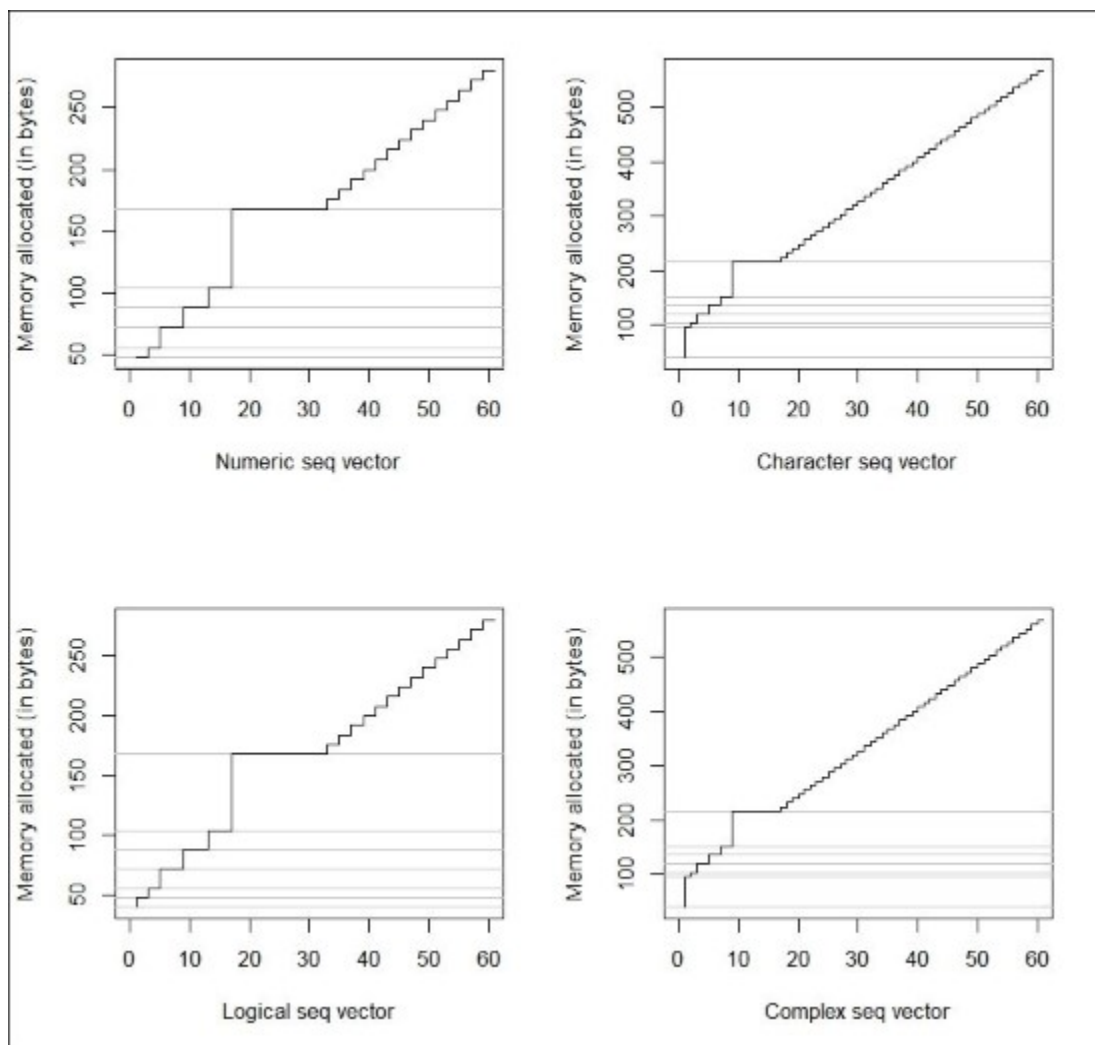 Memory allocated (in bytes)
250
200
150
100
50
0 10 20 30 40 50 60
Numeric seq vector
Memory allocated (in bytes)
500
400
300
200
100
0 10 20 30 40 50 60
Character seq vector
Memory allocated (in bytes)
250
200
150
100
50
0 10 20 30 40 50 60
Logical seq vector
Memory allocated (in bytes)
500
400
300
200
100
0 10 20 30 40 50 60
Complex seq vector